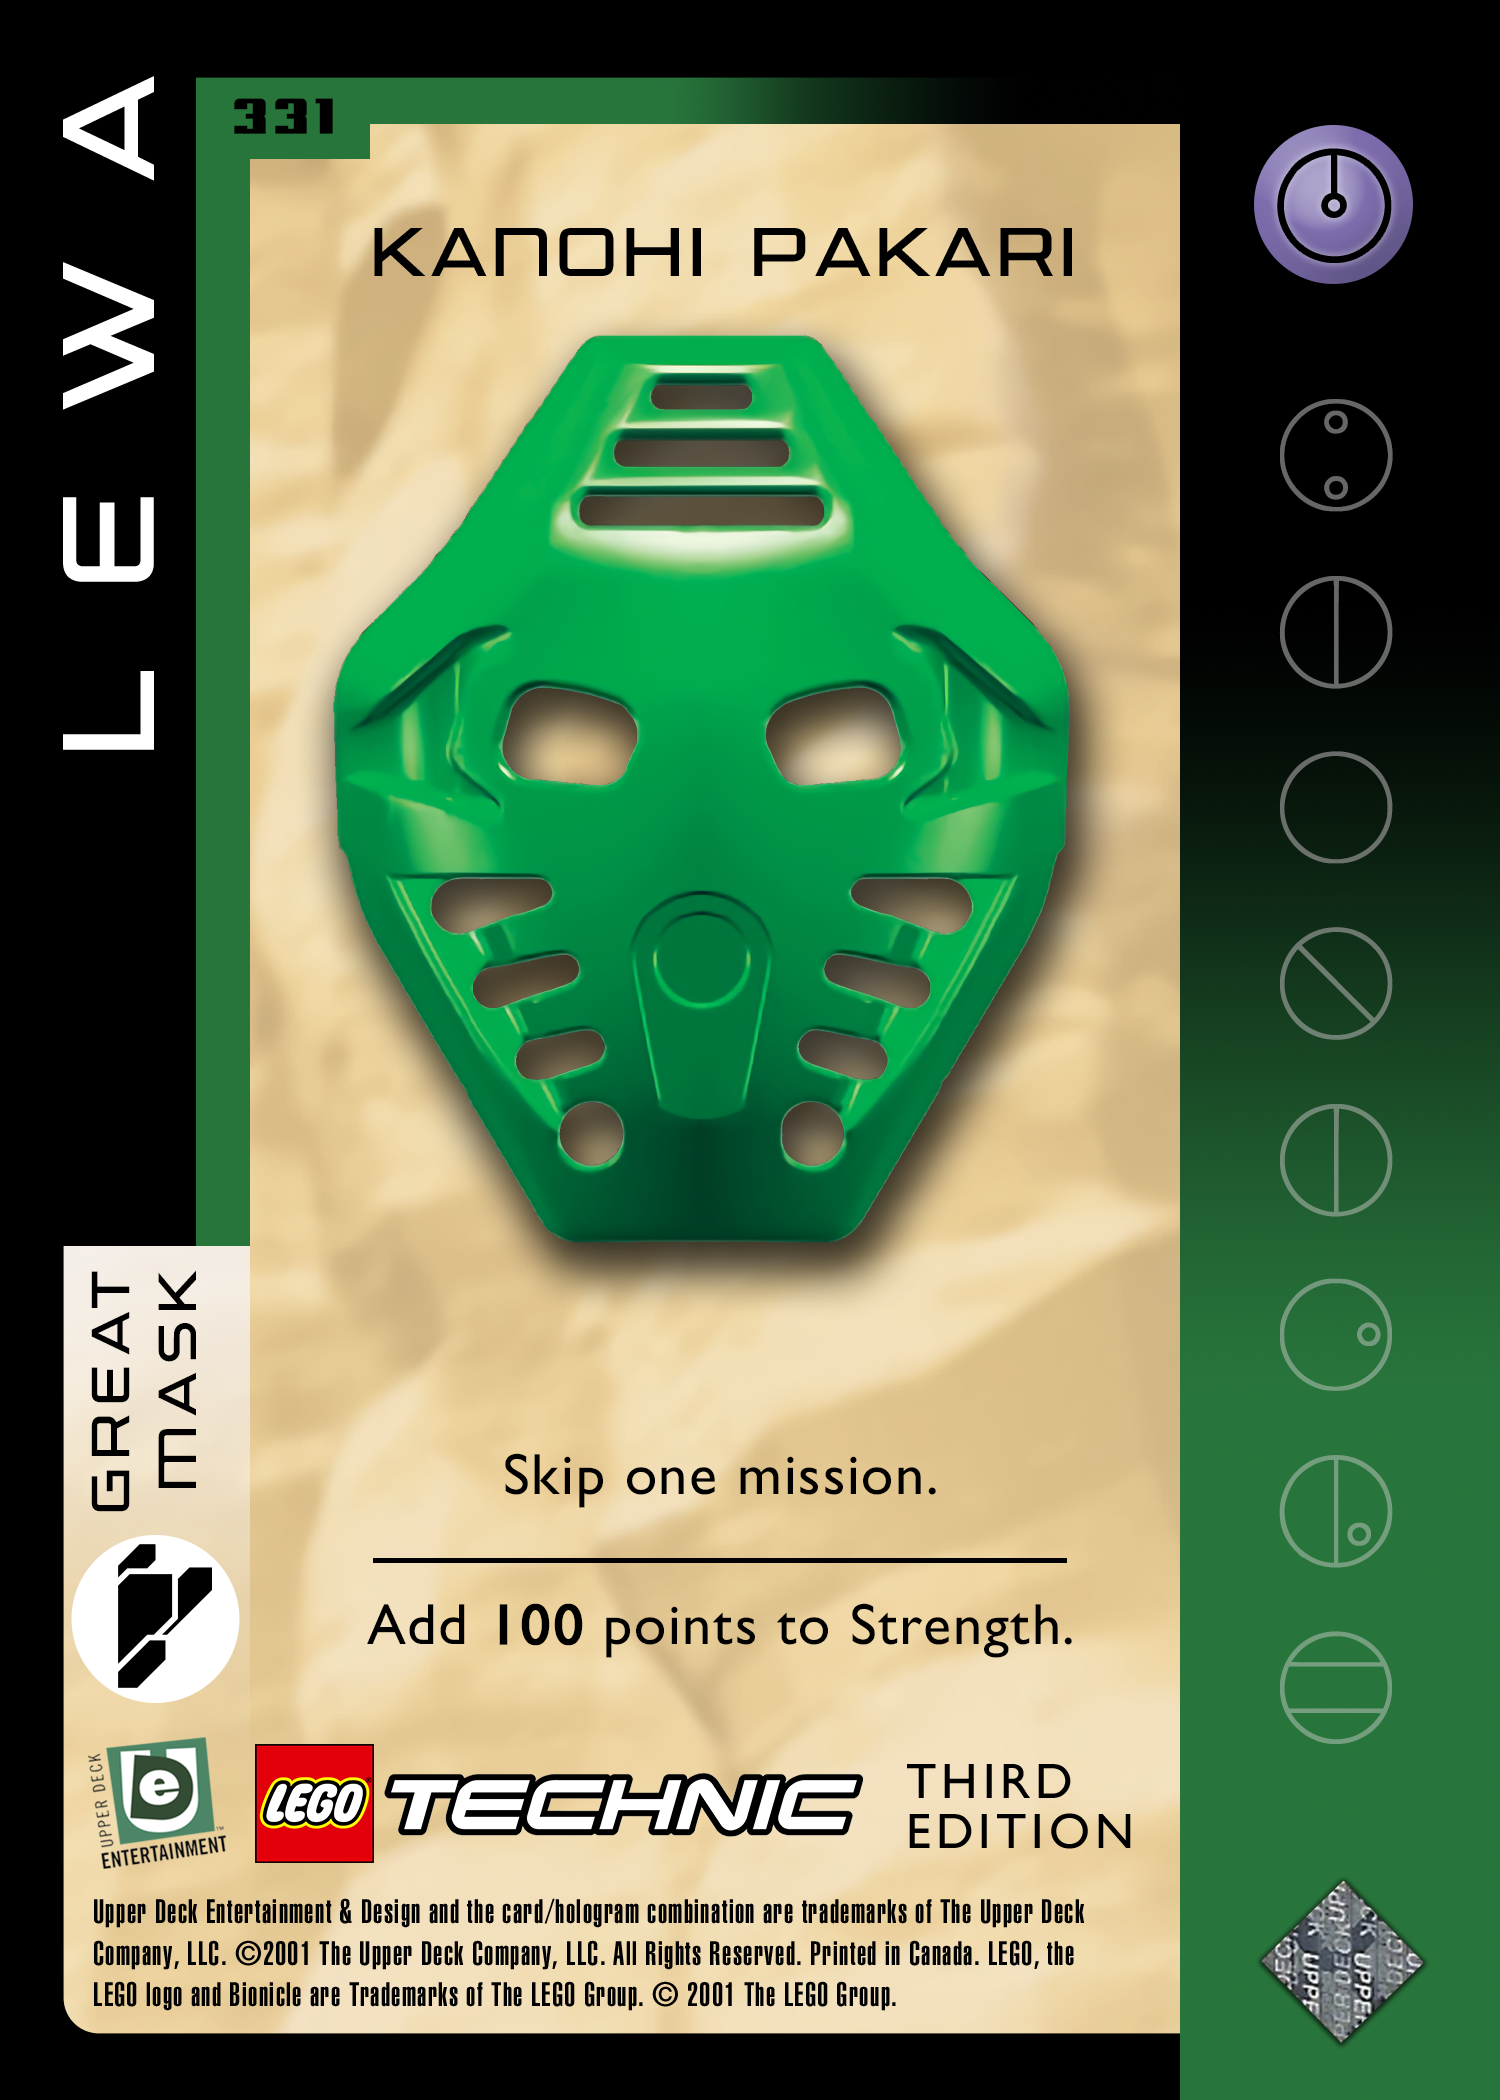 LEWA
331
KANOHI PAKARI
GREAT
MASK
Skip one mission.
Add 100 points to Strength.
UPPER DECK
e
ENTERTAINMENT™
LEGO TECHNIC
THIRD
EDITION
Upper Deck Entertainment & Design and the card/hologram combination are trademarks of The Upper Deck
Company, LLC. ©2001 The Upper Deck Company, LLC. All Rights Reserved. Printed in Canada. LEGO, the
LEGO logo and Bionicle are Trademarks of The LEGO Group. © 2001 The LEGO Group.